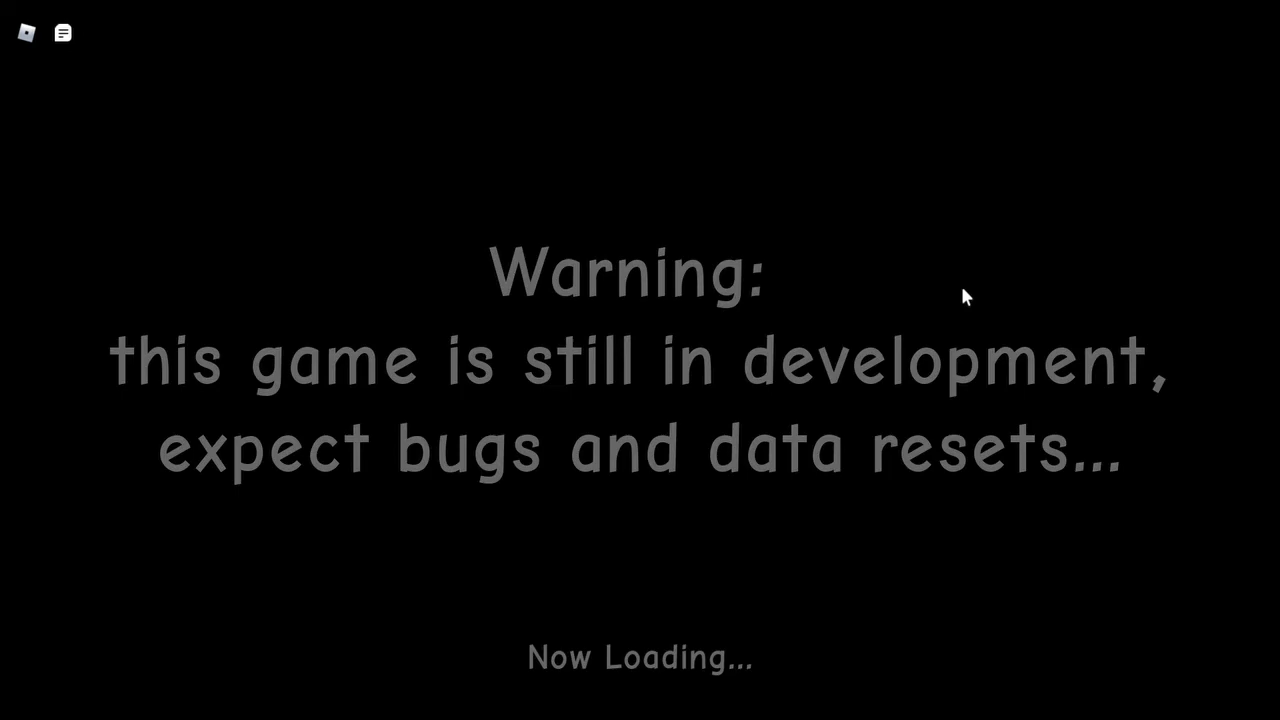 Warning:
this game is still in development,
expect bugs and data resets...
Now Loading...